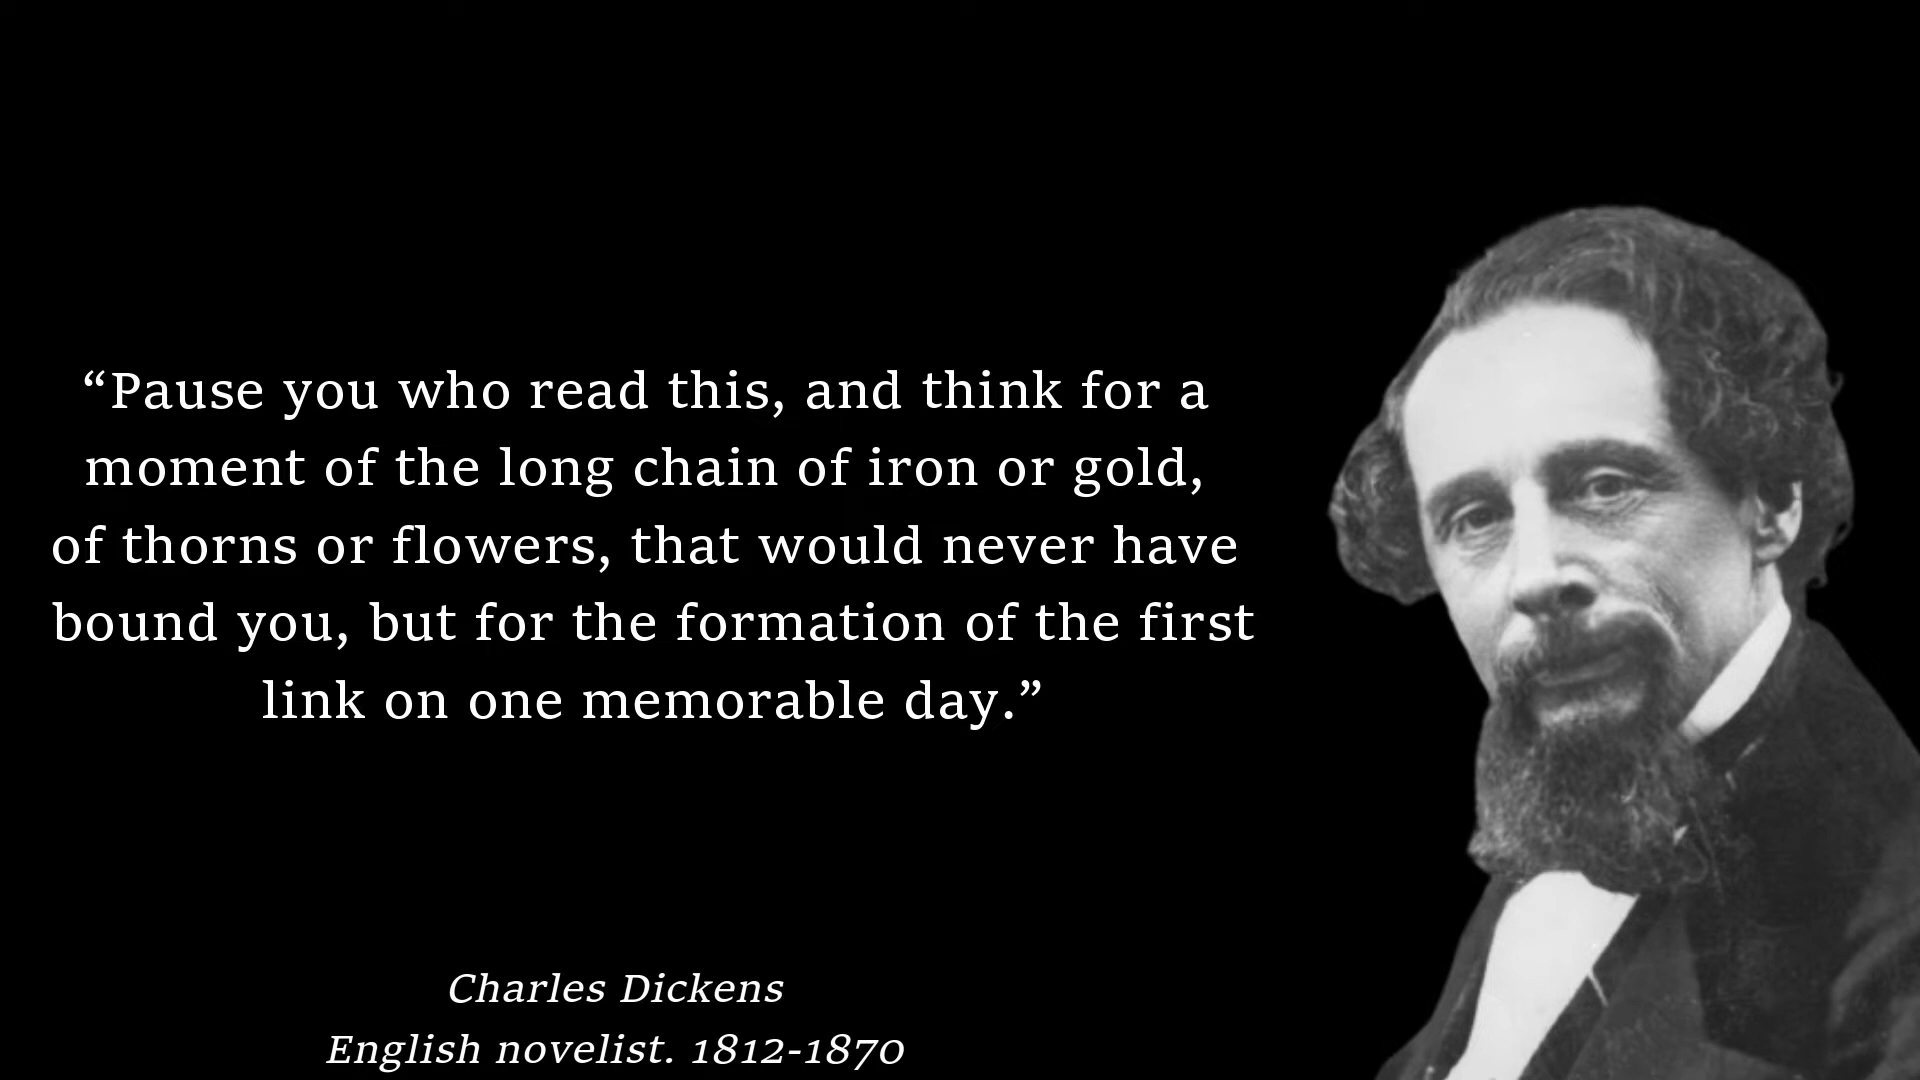 “Pause you who read this, and think for a
moment of the long chain of iron or gold,
of thorns or flowers, that would never have
bound you, but for the formation of the first
link on one memorable day.”
Charles Dickens
English novelist. 1812-1870